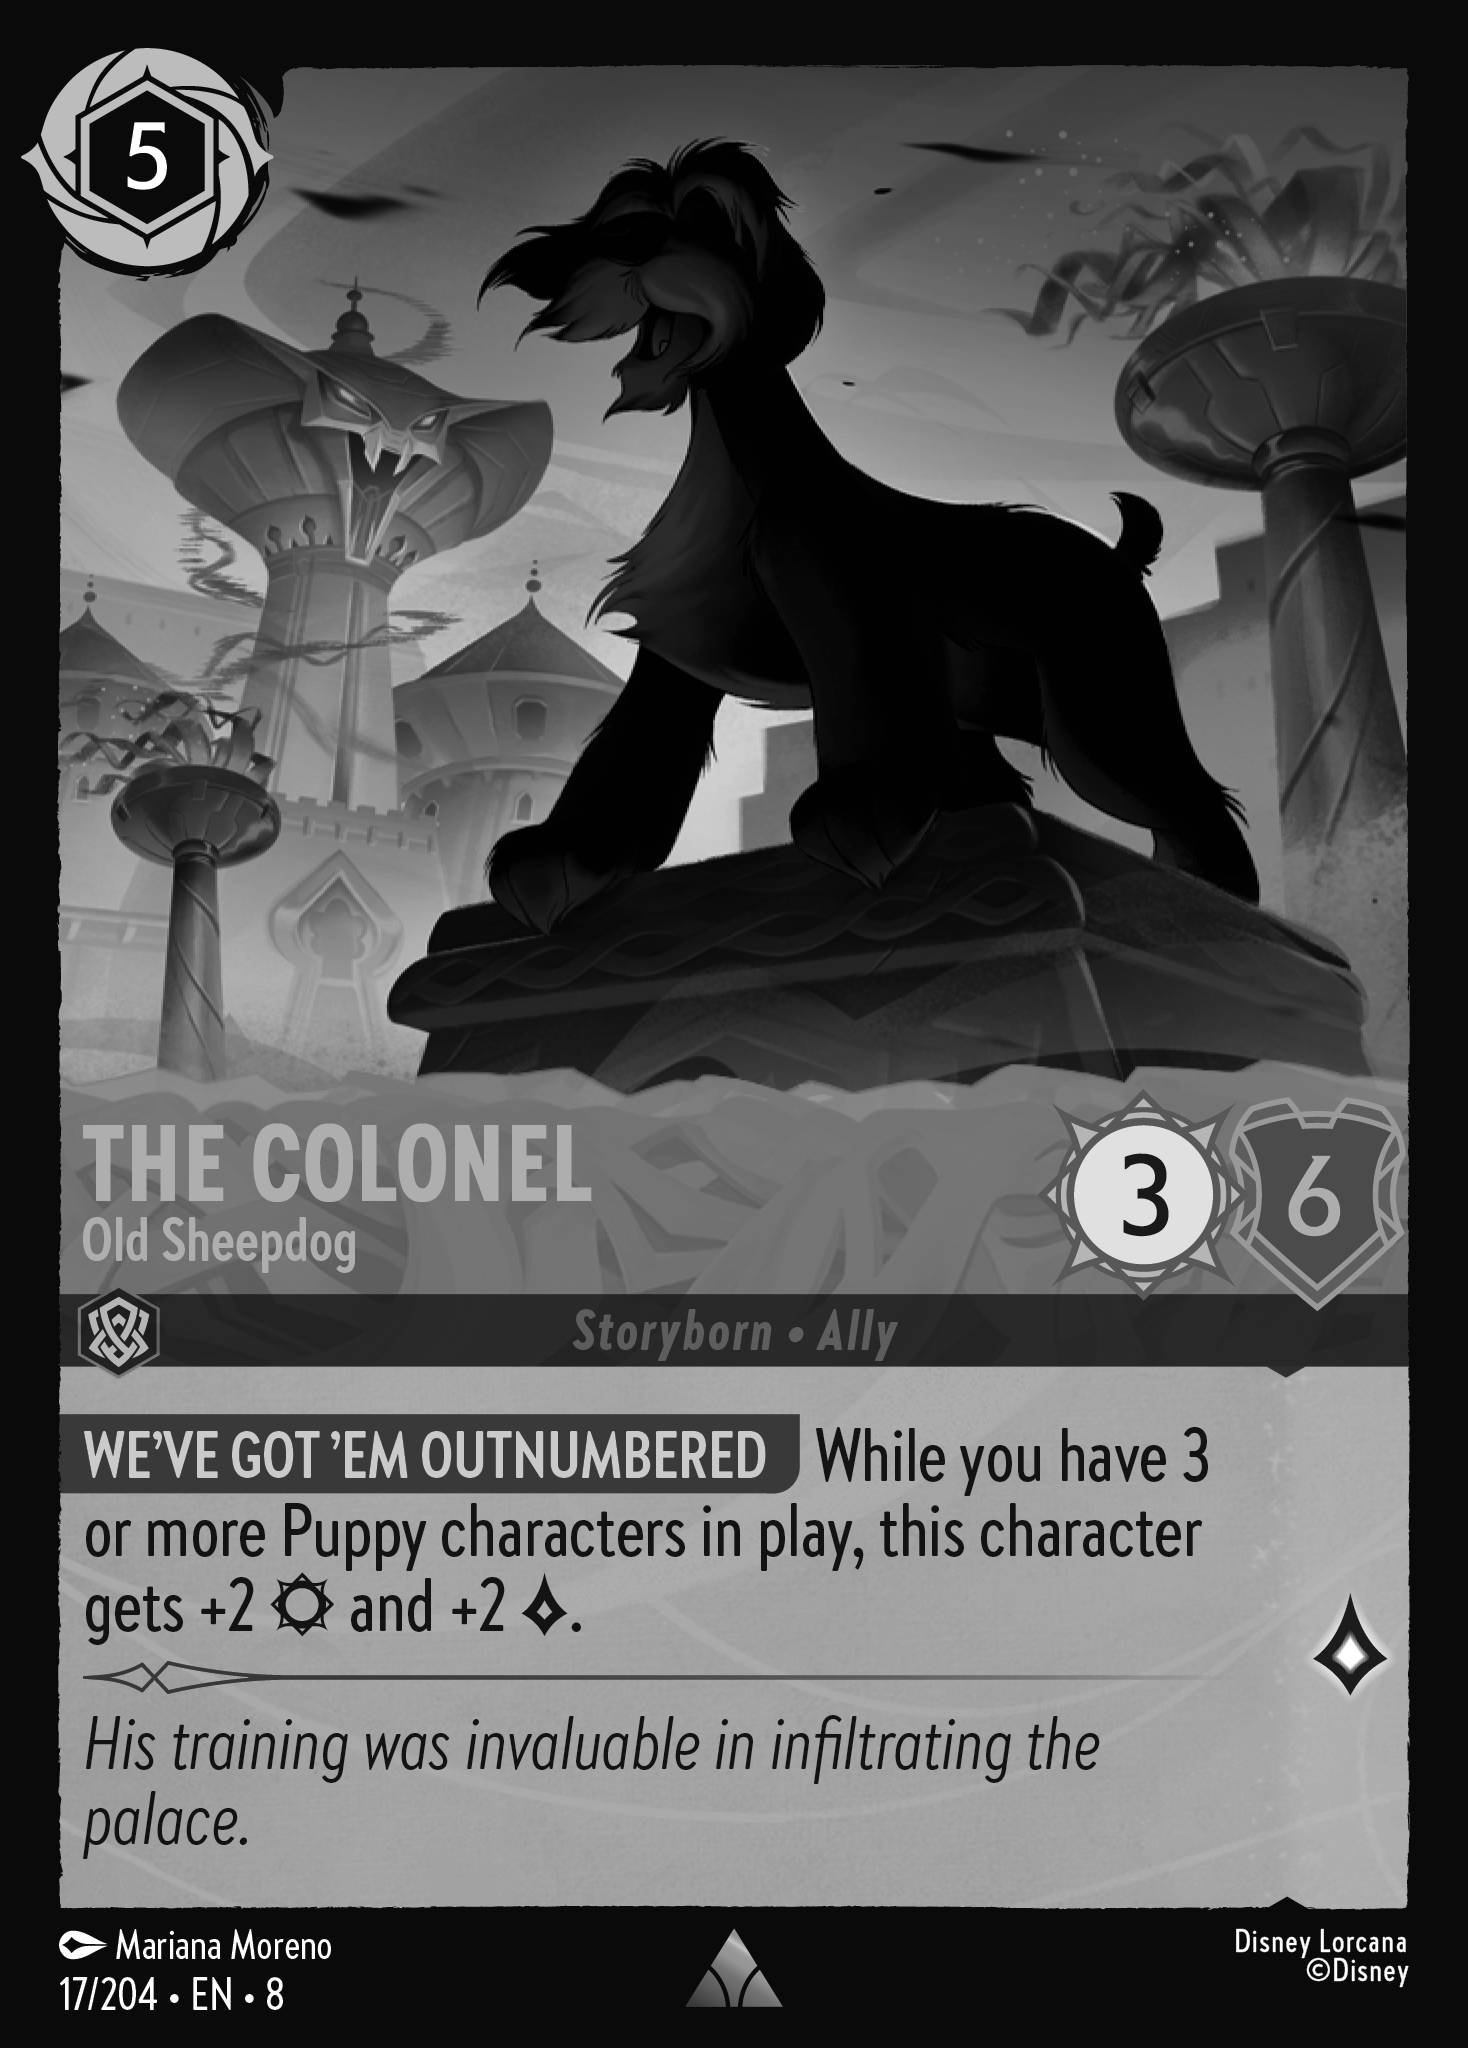 5
THE COLONEL
Old Sheepdog
3
6
Storyborn • Ally
WE'VE GOT 'EM OUTNUMBERED While you have 3
or more Puppy characters in play, this character
gets +2 and +2 .
His training was invaluable in infiltrating the
palace.
Mariana Moreno
17/204 • EN • 8
Disney Lorcana
©Disney